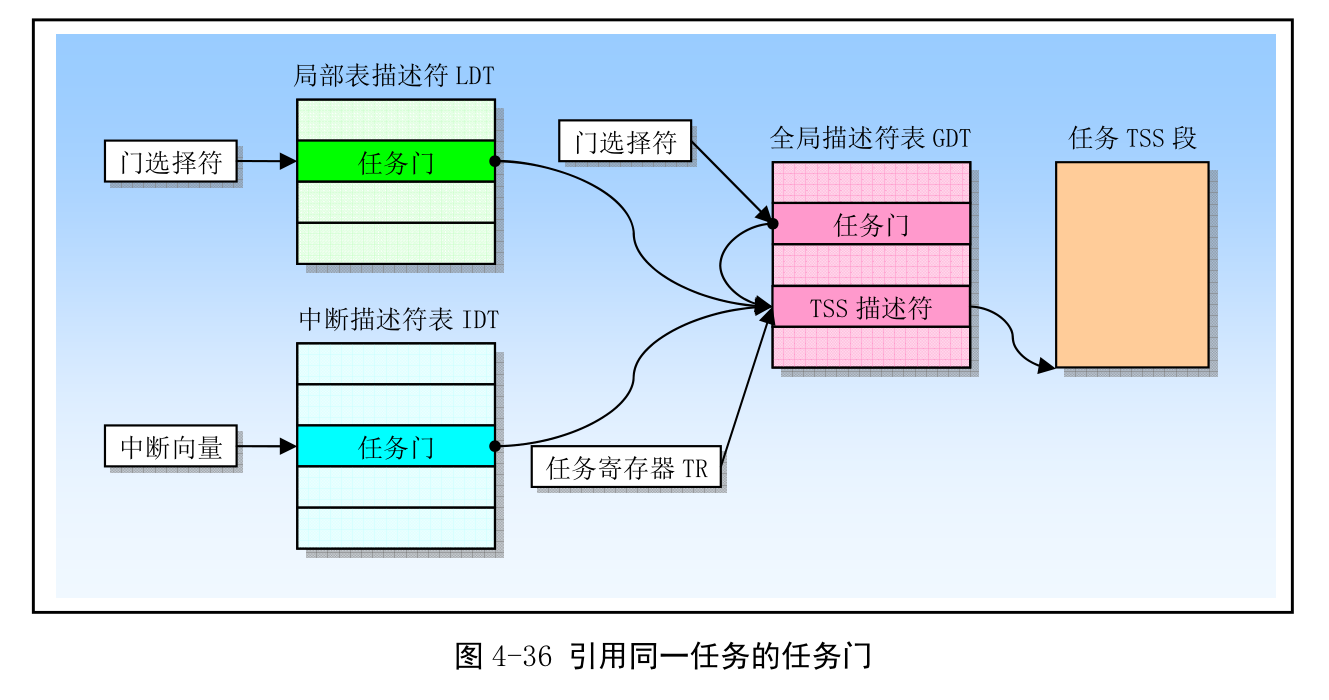 局部表描述符 LDT
门选择符
任务门
门选择符
全局描述符表 GDT
任务门
TSS 描述符
任务 TSS 段
中断描述符表 IDT
中断向量
任务门
任务寄存器 TR
图 4-36 引用同一任务的任务门